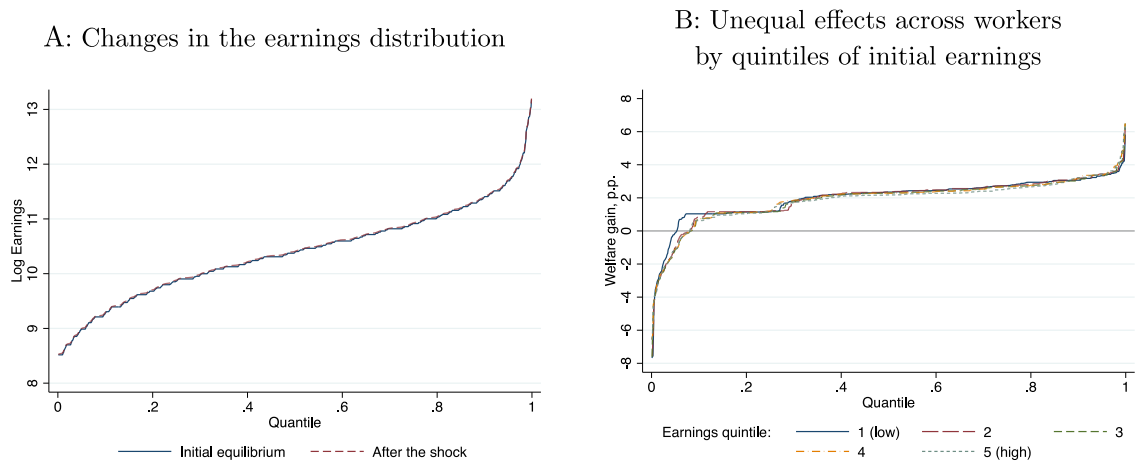 A: Changes in the earnings distribution
Log Earnings
13
12
11
10
9
8
0 .2 .4 .6 .8 1
Quantile
Initial equilibrium After the shock
B: Unequal effects across workers
by quintiles of initial earnings
Welfare gain, p.p.
8
6
4
2
0
-2
-4
-6
-8
0 .2 .4 .6 .8 1
Quantile
Earnings quintile: 1 (low) 2 3
4 5 (high)